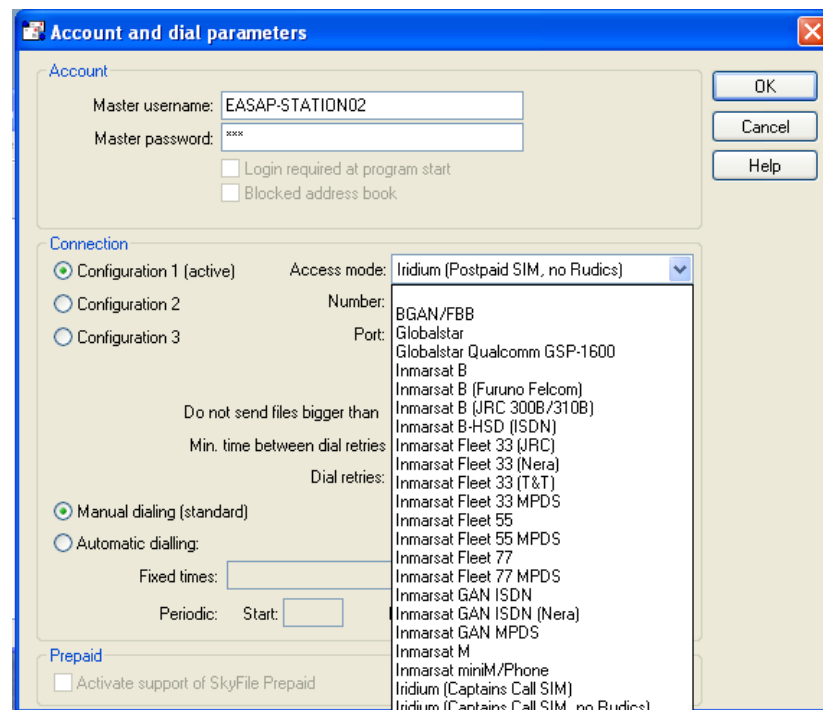 Account and dial parameters
Account
Master username: EASAP-STATION02
Master password: ***
Login required at program start
Blocked address book
OK
Cancel
Help
Connection
Configuration 1 (active)
Configuration 2
Configuration 3
Access mode: Iridium (Postpaid SIM, no Rudics)
Number:
Port:
Do not send files bigger than
Min. time between dial retries
Dial retries:
BGAN/FBB
Globalstar
Globalstar Qualcomm GSP-1600
Inmarsat B
Inmarsat B (Furuno Felcom)
Inmarsat B (JRC 300B/310B)
Inmarsat B-HSD (ISDN)
Inmarsat Fleet 33 (JRC)
Inmarsat Fleet 33 (Nera)
Inmarsat Fleet 33 (T&T)
Inmarsat Fleet 33 MPDS
Inmarsat Fleet 55
Inmarsat Fleet 55 MPDS
Inmarsat Fleet 77
Inmarsat Fleet 77 MPDS
Inmarsat GAN ISDN
Inmarsat GAN ISDN (Nera)
Inmarsat GAN MPDS
Inmarsat M
Inmarsat miniM/Phone
Iridium (Captains Call SIM)
Iridium (Captains Call SIM, no Rudics)
Manual dialing (standard)
Automatic dialling:
Fixed times:
Periodic: Start:
Prepaid
Activate support of SkyFile Prepaid